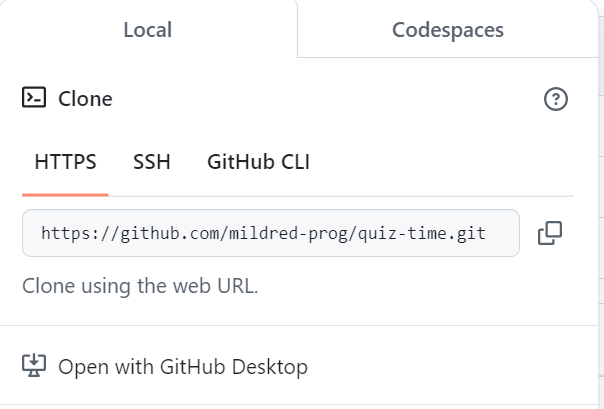 Local Codespaces
Clone
HTTPS SSH GitHub CLI
https://github.com/mildred-prog/quiz-time.git
Clone using the web URL.
Open with GitHub Desktop